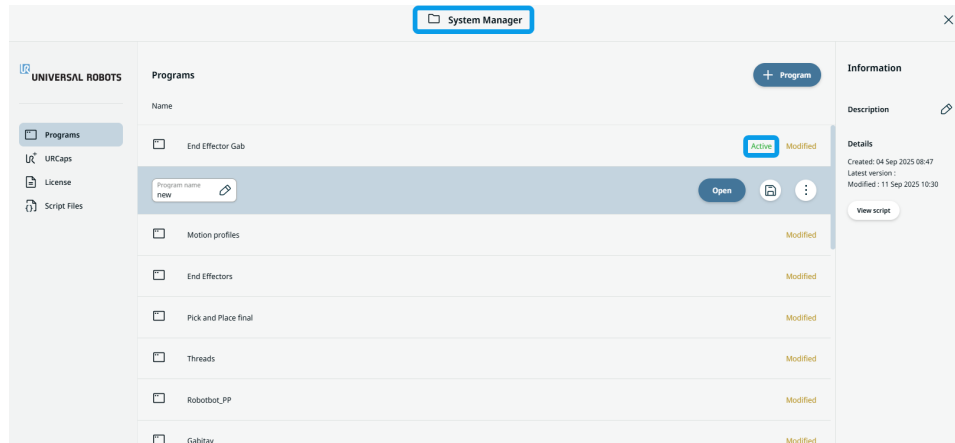 System Manager
UNIVERSAL ROBOTS
Programs
URCaps
License
Script Files
Programs
+ Program
Name
End Effector Gab Active Modified
Program name
new
Open
Motion profiles Modified
End Effectors Modified
Pick and Place final Modified
Threads Modified
Robotbot_PP Modified
Gabitav Modified
Information
Description
Details
Created: 04 Sep 2025 08:47
Latest version :
Modified : 11 Sep 2025 10:30
View script